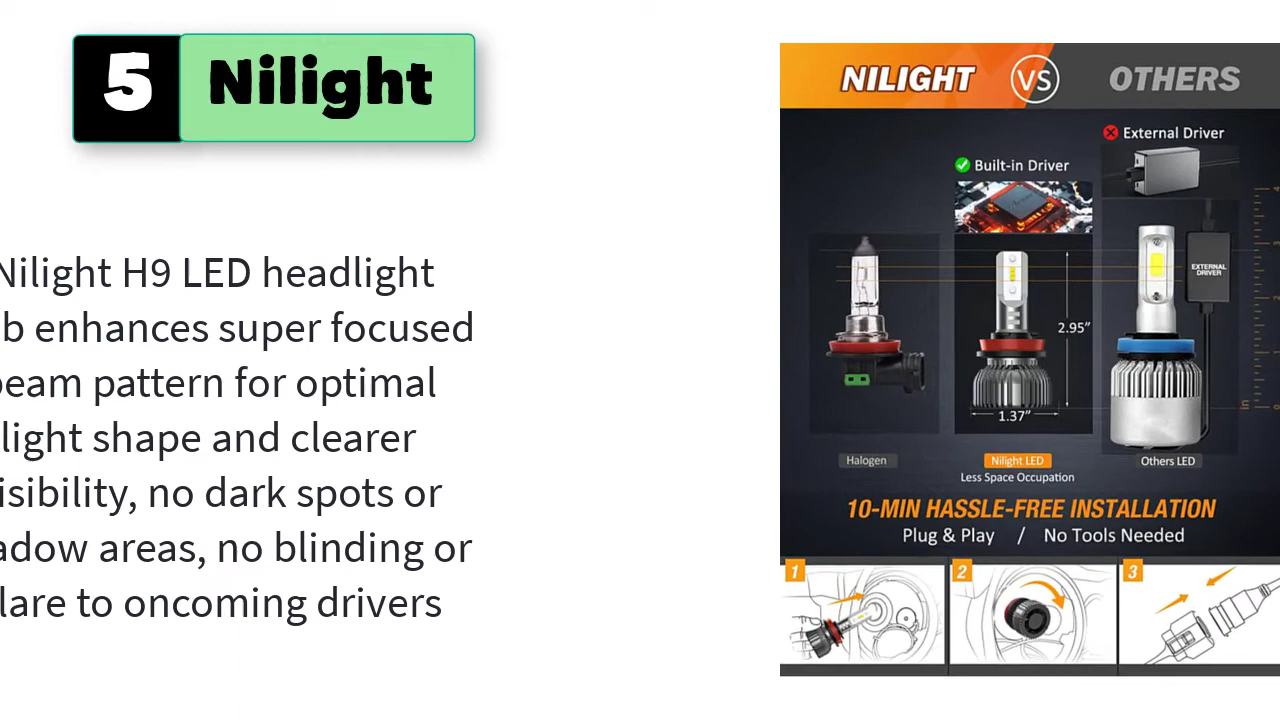 5 Nilight
Nilight H9 LED headlight
b enhances super focused
beam pattern for optimal
light shape and clearer
isibility, no dark spots or
adow areas, no blinding or
lare to oncoming drivers
NILIGHT VS OTHERS
External Driver
Built-in Driver
EXTERNAL
DRIVER
2.95”
1.37”
in
Halogen
Nilight LED
Others LED
Less Space Occupation
10-MIN HASSLE-FREE INSTALLATION
Plug & Play / No Tools Needed
1 2 3